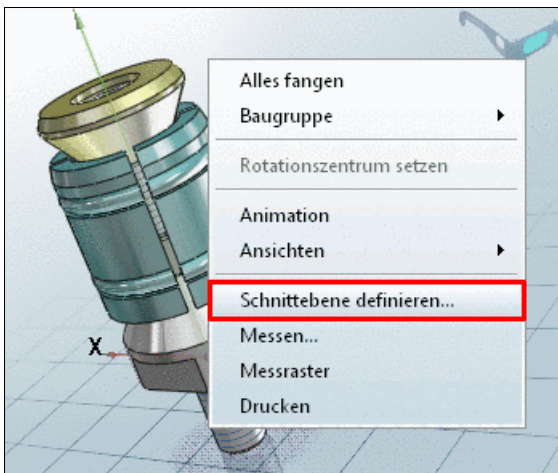 Alles fangen
Baugruppe
Rotationszentrum setzen
Animation
Ansichten
Schnittebene definieren...
Messen...
Messraster
Drucken
X